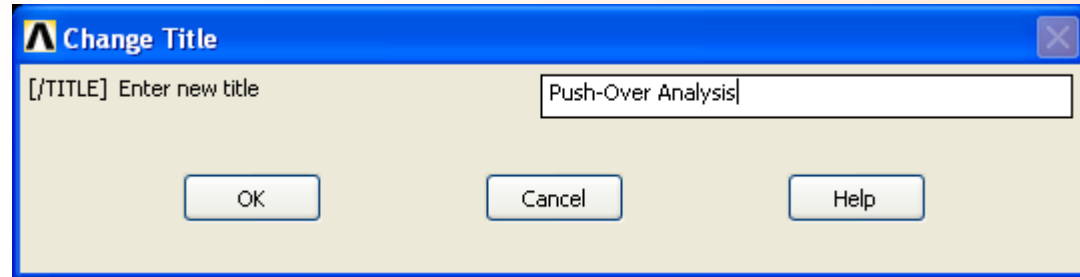 Change Title
[/TITLE] Enter new title
Push-Over Analysis
OK
Cancel
Help